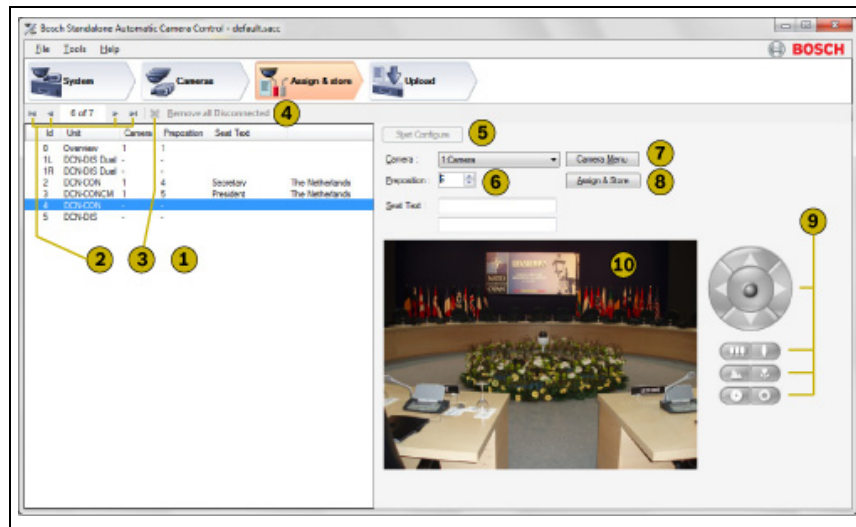 Bosch Standalone Automatic Camera Control - default.sacc
File Tools Help
BOSCH
System
Cameras
Assign & store
Upload
6 of 7
Remove all Disconnected
4
Id Unit Camera Preposition Seat Text
0 Overview 1 1
1L DCN-DIS Dual - -
1R DCN-DIS Dual - -
2 DCN-CON 1 4 Secretary The Netherlands
3 DCN-CONCM 1 5 President The Netherlands
4 DCN-CON - -
5 DCN-DIS - -
2
3
1
Start Configure
5
Camera : 1:Camera
Camera Menu
7
Preposition :
6
Assign & Store
8
Seat Text :
10
9